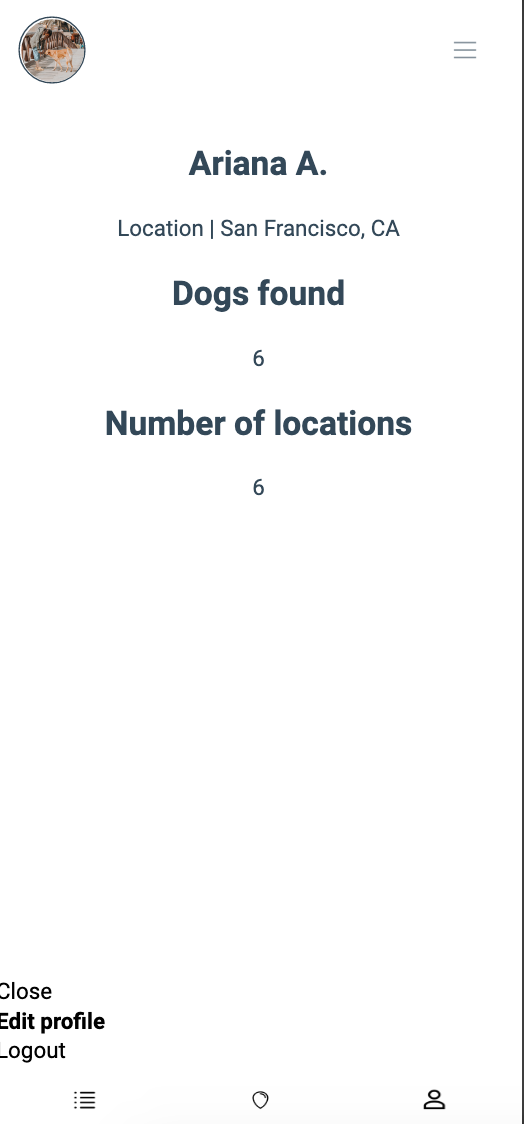 Ariana A.
Location | San Francisco, CA
Dogs found
6
Number of locations
6
Close
Edit profile
Logout